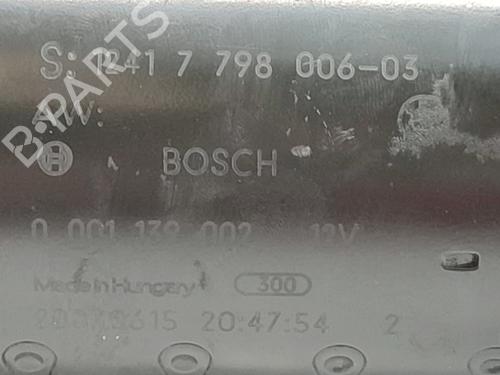 S: 1241 7 798 006-03
A/W:
BOSCH
0 001 139 002 12V
Made in Hungary 300
20:47:54 2
B-PARTS